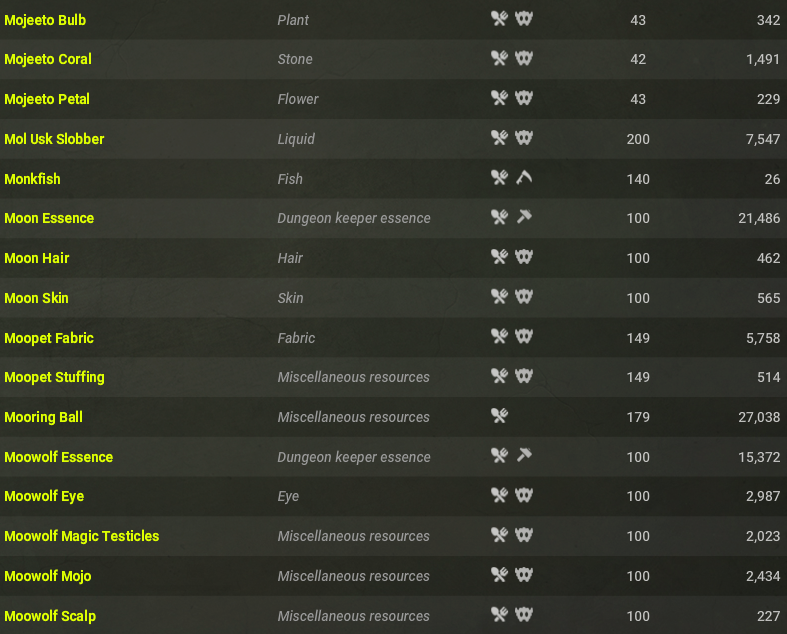 Mojeeto Bulb Plant 43 342
Mojeeto Coral Stone 42 1,491
Mojeeto Petal Flower 43 229
Mol Usk Slobber Liquid 200 7,547
Monkfish Fish 140 26
Moon Essence Dungeon keeper essence 100 21,486
Moon Hair Hair 100 462
Moon Skin Skin 100 565
Moopet Fabric Fabric 149 5,758
Moopet Stuffing Miscellaneous resources 149 514
Mooring Ball Miscellaneous resources 179 27,038
Moowolf Essence Dungeon keeper essence 100 15,372
Moowolf Eye Eye 100 2,987
Moowolf Magic Testicles Miscellaneous resources 100 2,023
Moowolf Mojo Miscellaneous resources 100 2,434
Moowolf Scalp Miscellaneous resources 100 227